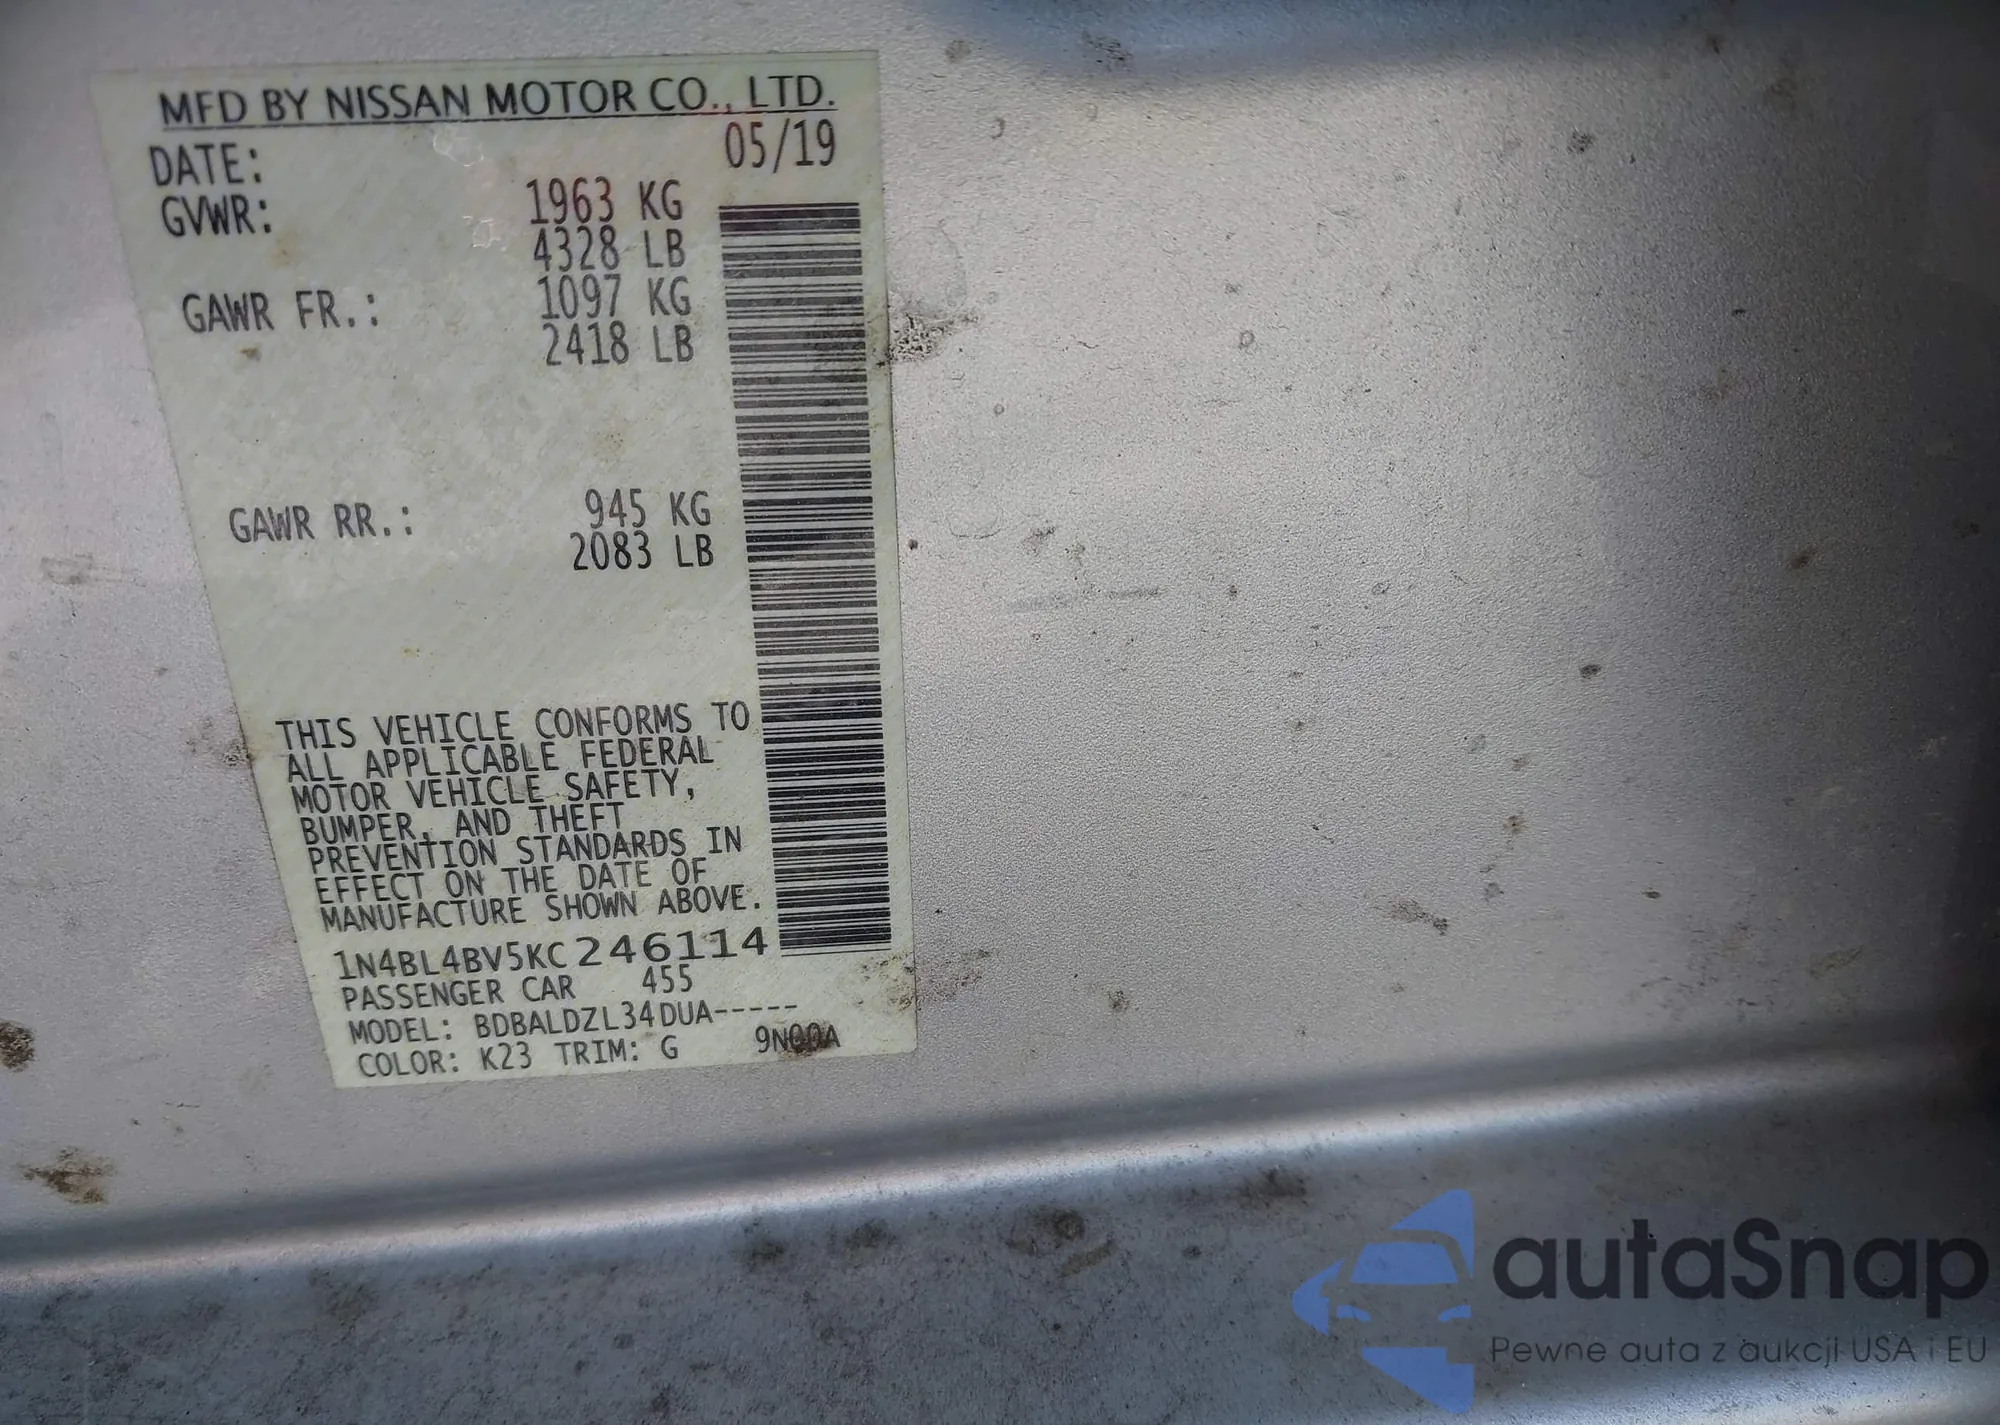 MFD BY NISSAN MOTOR CO., LTD.
DATE: 05/19
GVWR: 1963 KG
4328 LB
GAWR FR.: 1097 KG
2418 LB
GAWR RR.: 945 KG
2083 LB
THIS VEHICLE CONFORMS TO
ALL APPLICABLE FEDERAL
MOTOR VEHICLE SAFETY,
BUMPER, AND THEFT
PREVENTION STANDARDS IN
EFFECT ON THE DATE OF
MANUFACTURE SHOWN ABOVE.
1N4BL4BV5KC246114
PASSENGER CAR 455
MODEL: BDBALDZL34DUA-----
COLOR: K23 TRIM: G 9N00A
autaSnap
Pewne auta z aukcji USA i EU